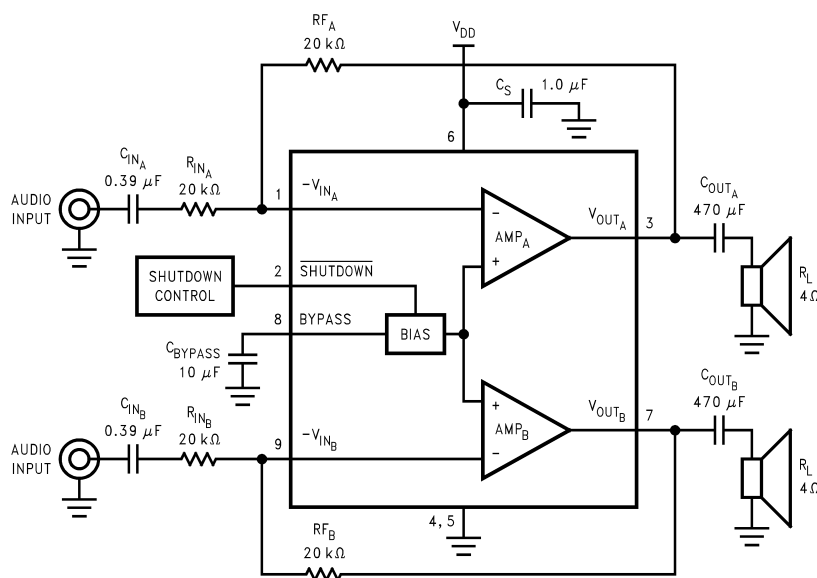 RF_A
20 kΩ
V_DD
C_S 1.0 μF
6
C_IN_A
0.39 μF
R_IN_A
20 kΩ
AUDIO
INPUT
1
-V_IN_A
-
AMP_A
+
V_OUT_A
3
C_OUT_A
470 μF
R_L
4Ω
SHUTDOWN
CONTROL
2
SHUTDOWN
8
BYPASS
BIAS
C_BYPASS
10 μF
C_IN_B
0.39 μF
R_IN_B
20 kΩ
AUDIO
INPUT
9
-V_IN_B
+
AMP_B
-
V_OUT_B
7
C_OUT_B
470 μF
R_L
4Ω
4, 5
RF_B
20 kΩ